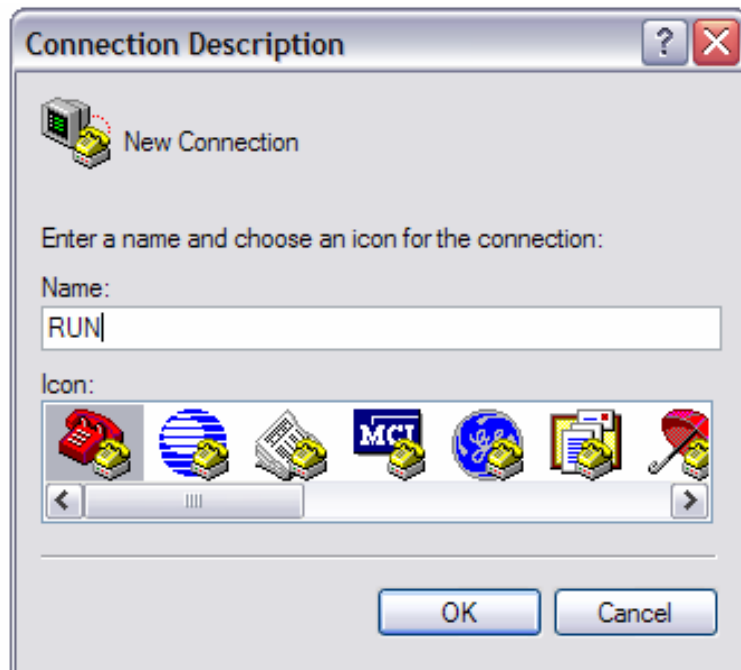 Connection Description
New Connection
Enter a name and choose an icon for the connection:
Name:
RUN
Icon:
MCI
OK
Cancel